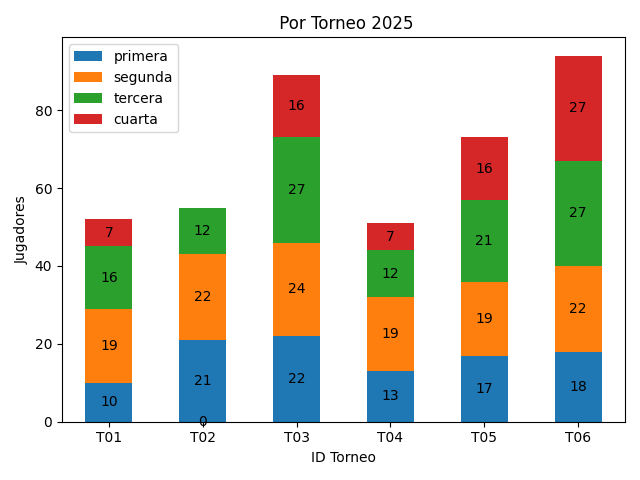 Por Torneo 2025
primera
segunda
tercera
cuarta
Jugadores
80
60
40
20
0
7 16 19 10
12 22 21 0
16 27 24 22
7 12 19 13
16 21 19 17
27 27 22 18
T01 T02 T03 T04 T05 T06
ID Torneo